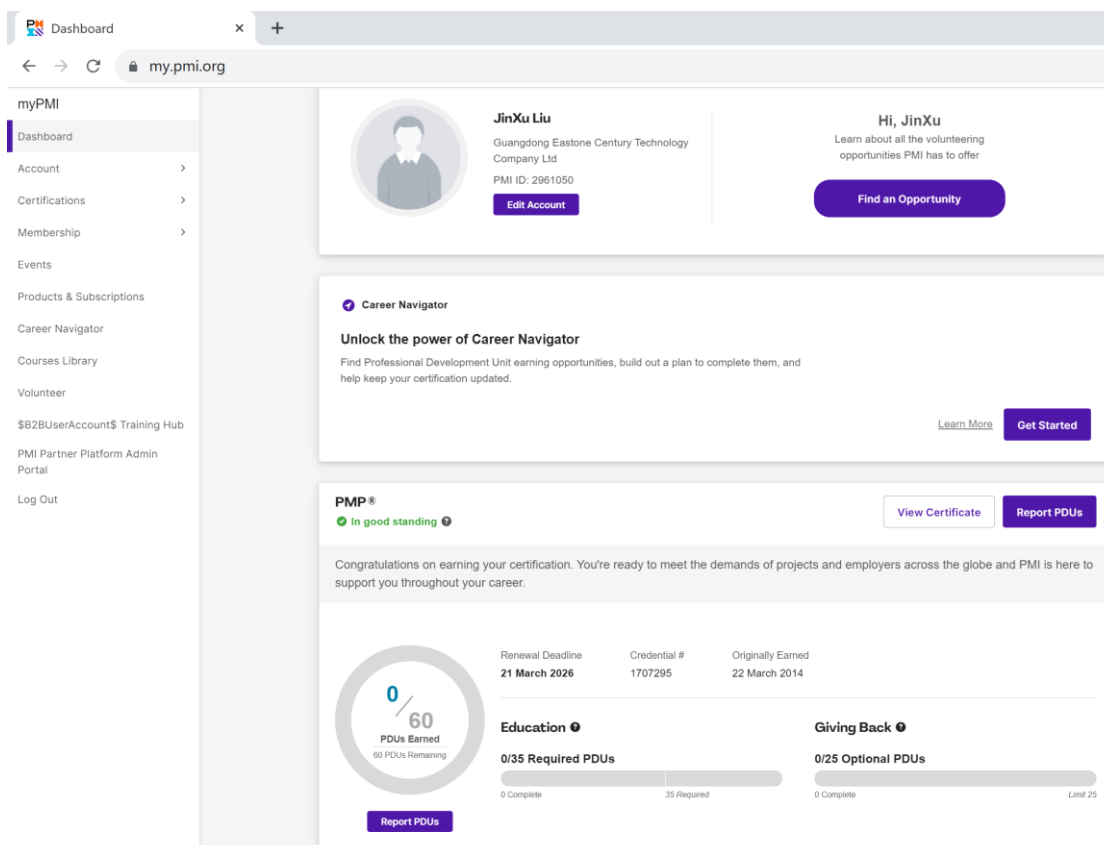 Dashboard
my.pmi.org
myPMI
Dashboard
Account
Certifications
Membership
Events
Products & Subscriptions
Career Navigator
Courses Library
Volunteer
$B2BUserAccount$ Training Hub
PMI Partner Platform Admin
Portal
Log Out
JinXu Liu
Guangdong Eastone Century Technology
Company Ltd
PMI ID: 2961050
Edit Account
Hi, JinXu
Learn about all the volunteering
opportunities PMI has to offer
Find an Opportunity
Career Navigator
Unlock the power of Career Navigator
Find Professional Development Unit earning opportunities, build out a plan to complete them, and
help keep your certification updated.
Learn More
Get Started
PMP®
In good standing
View Certificate
Report PDUs
Congratulations on earning your certification. You're ready to meet the demands of projects and employers across the globe and PMI is here to
support you throughout your career.
0/60
PDUs Earned
60 PDUs Remaining
Report PDUs
Renewal Deadline
21 March 2026
Credential #
1707295
Originally Earned
22 March 2014
Education
0/35 Required PDUs
0 Complete
35 Required
Giving Back
0/25 Optional PDUs
0 Complete
Limit 25